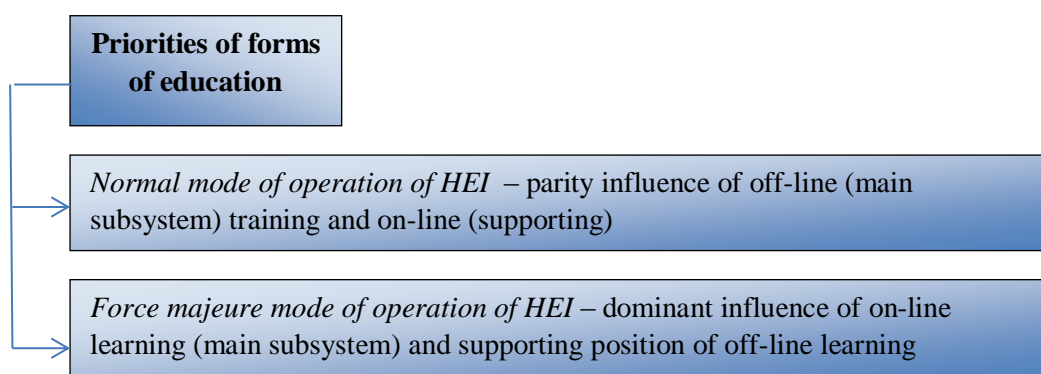 Priorities of forms
of education
Normal mode of operation of HEI – parity influence of off-line (main
subsystem) training and on-line (supporting)
Force majeure mode of operation of HEI – dominant influence of on-line
learning (main subsystem) and supporting position of off-line learning